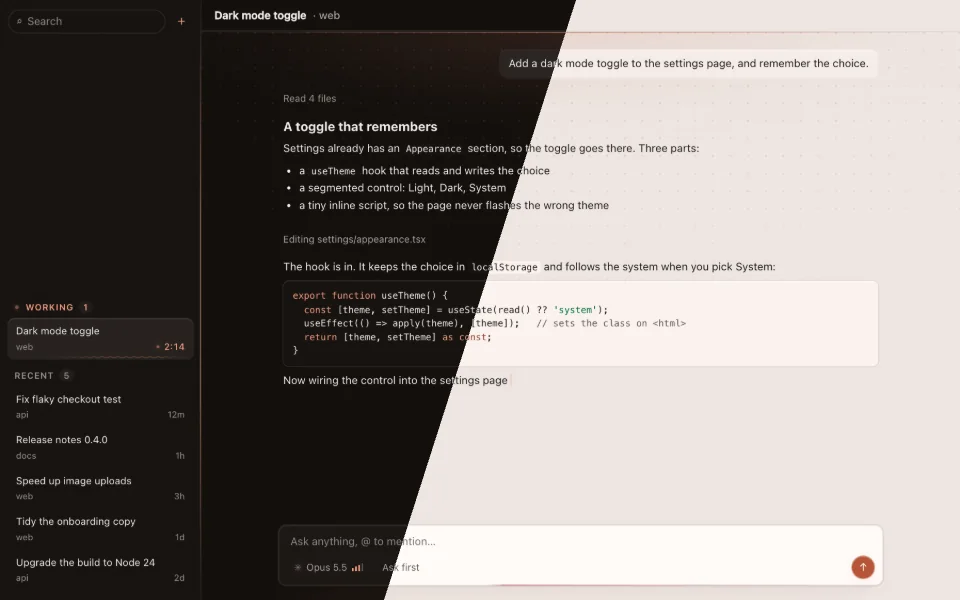 Search
+
WORKING 1
Dark mode toggle
web 2:14
RECENT 5
Fix flaky checkout test
api 12m
Release notes 0.4.0
docs 1h
Speed up image uploads
web 3h
Tidy the onboarding copy
web 1d
Upgrade the build to Node 24
api 2d
Dark mode toggle · web
Add a dark mode toggle to the settings page, and remember the choice.
Read 4 files
A toggle that remembers
Settings already has an Appearance section, so the toggle goes there. Three parts:
• a useTheme hook that reads and writes the choice
• a segmented control: Light, Dark, System
• a tiny inline script, so the page never flashes the wrong theme
Editing settings/appearance.tsx
The hook is in. It keeps the choice in localStorage and follows the system when you pick System:
export function useTheme() {
const [theme, setTheme] = useState(read() ?? 'system');
useEffect(() => apply(theme), [theme]); // sets the class on <html>
return [theme, setTheme] as const;
}
Now wiring the control into the settings page
Ask anything, @ to mention...
Opus 5.5 Ask first